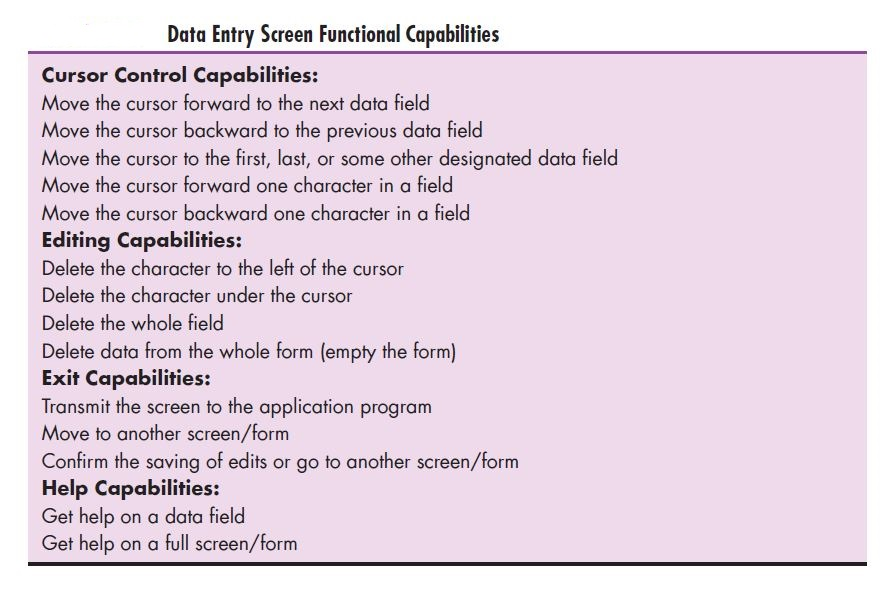 Data Entry Screen Functional Capabilities
Cursor Control Capabilities:
Move the cursor forward to the next data field
Move the cursor backward to the previous data field
Move the cursor to the first, last, or some other designated data field
Move the cursor forward one character in a field
Move the cursor backward one character in a field
Editing Capabilities:
Delete the character to the left of the cursor
Delete the character under the cursor
Delete the whole field
Delete data from the whole form (empty the form)
Exit Capabilities:
Transmit the screen to the application program
Move to another screen/form
Confirm the saving of edits or go to another screen/form
Help Capabilities:
Get help on a data field
Get help on a full screen/form